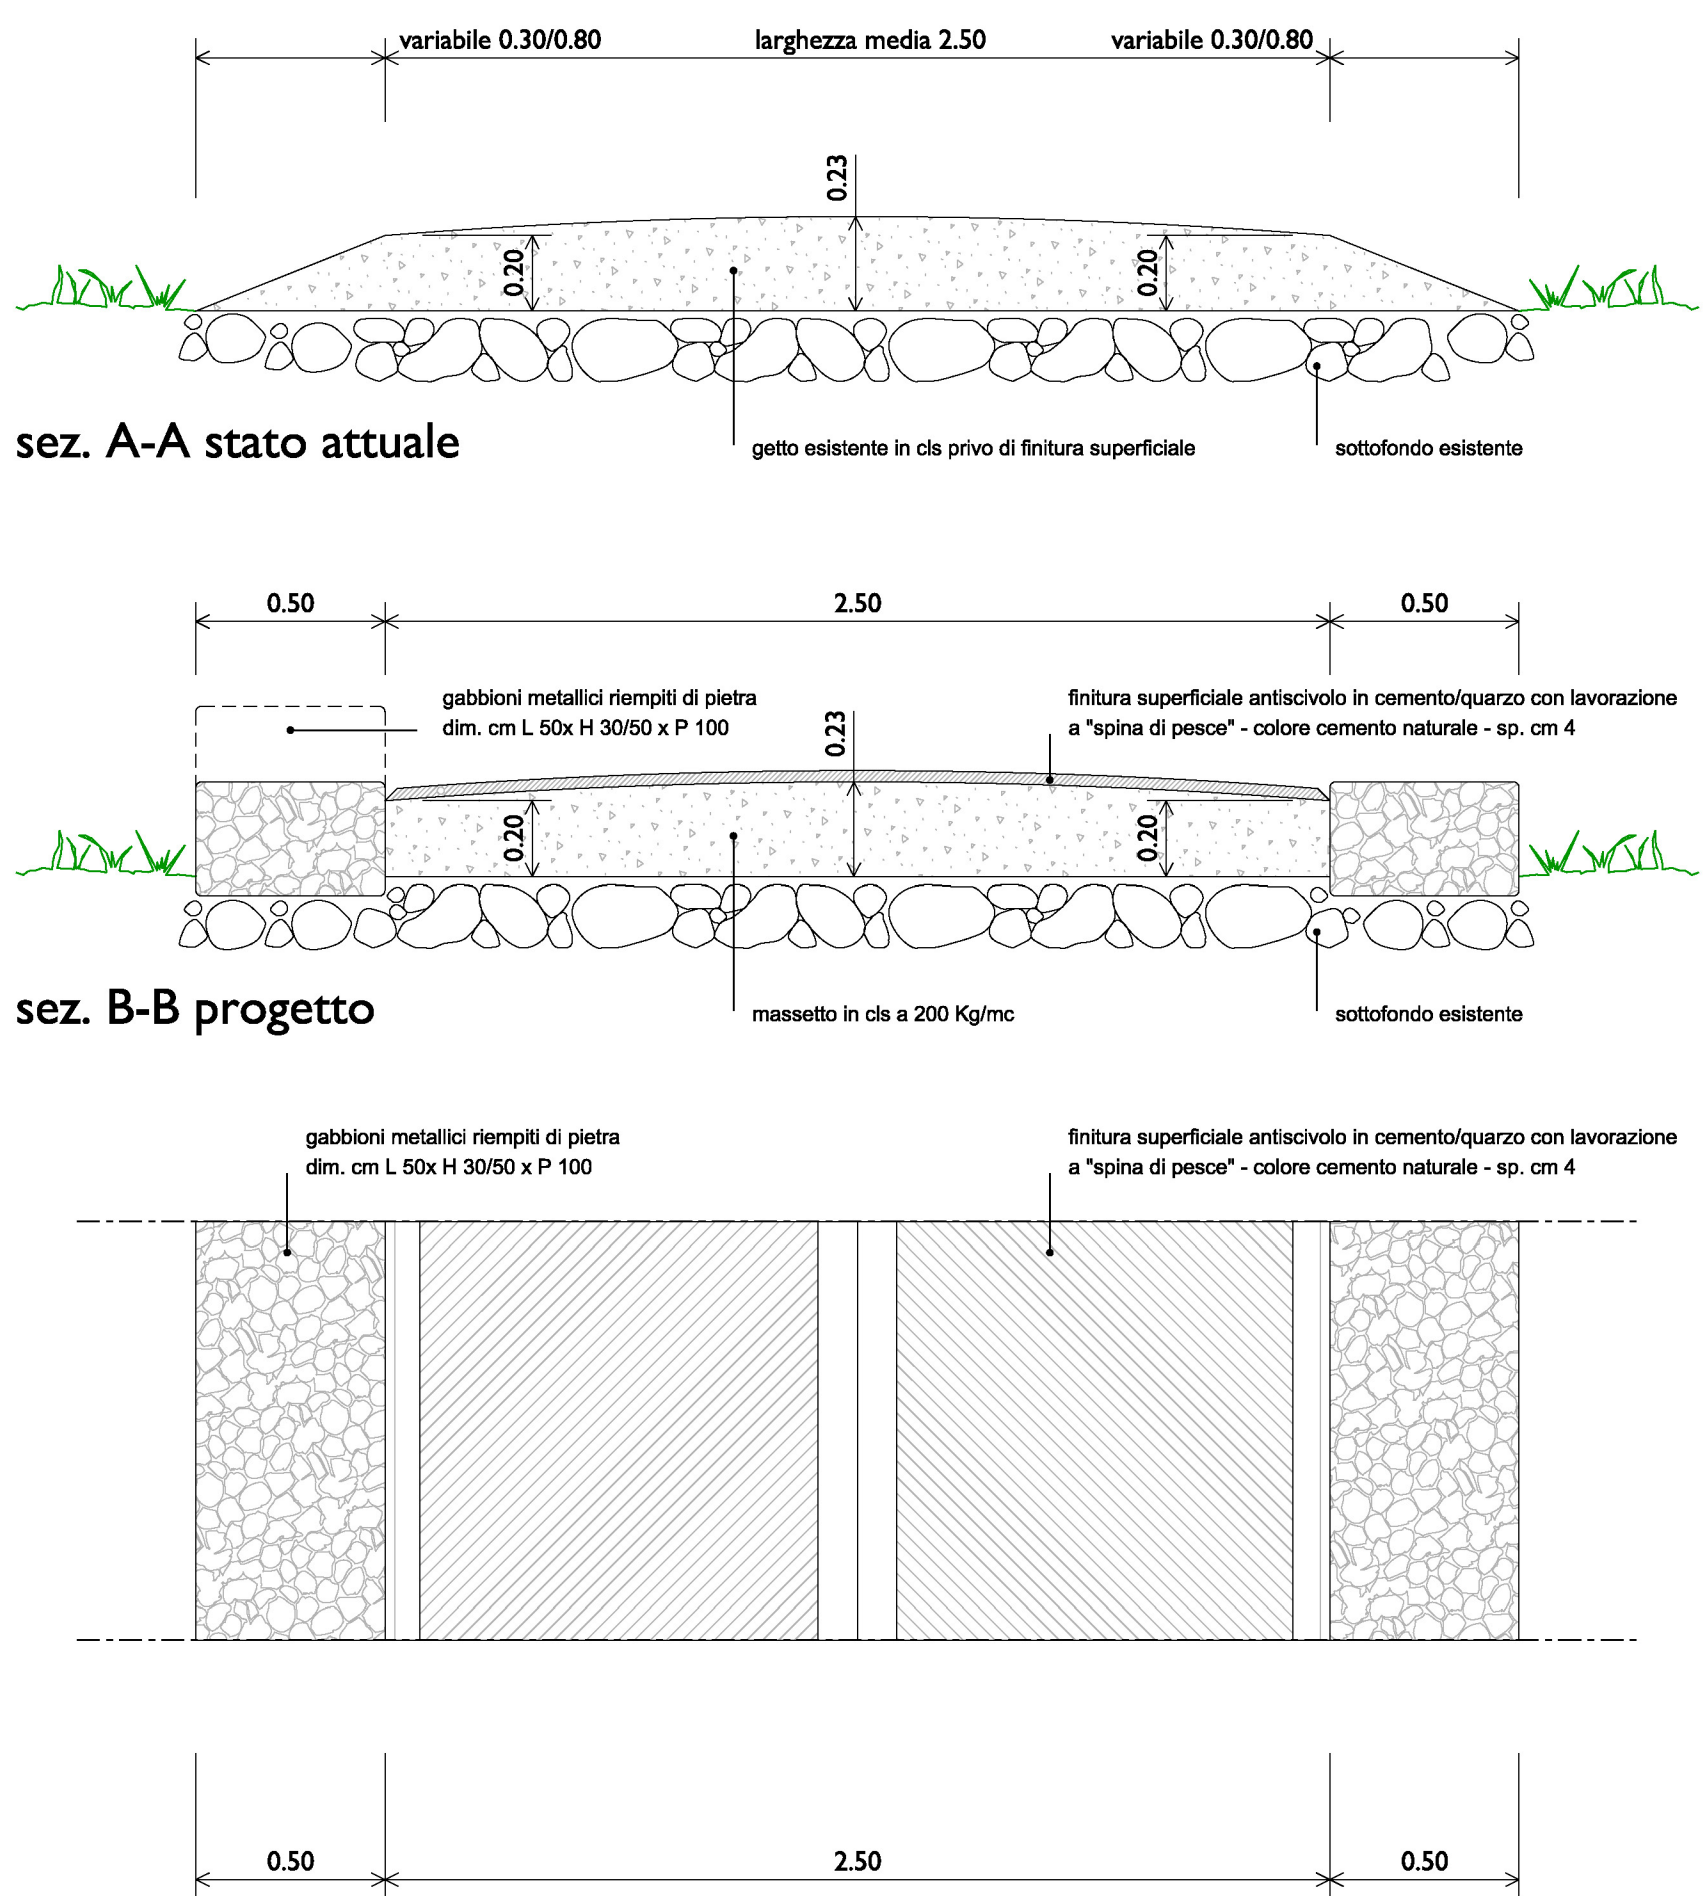 variabile 0.30/0.80
larghezza media 2.50
variabile 0.30/0.80
0.23
0.20
0.20
sez. A-A stato attuale
getto esistente in cls privo di finitura superficiale
sottofondo esistente
0.50
2.50
0.50
gabbioni metallici riempiti di pietra
dim. cm L 50x H 30/50 x P 100
finitura superficiale antiscivolo in cemento/quarzo con lavorazione
a "spina di pesce" - colore cemento naturale - sp. cm 4
0.23
0.20
0.20
sez. B-B progetto
massetto in cls a 200 Kg/mc
sottofondo esistente
gabbioni metallici riempiti di pietra
dim. cm L 50x H 30/50 x P 100
finitura superficiale antiscivolo in cemento/quarzo con lavorazione
a "spina di pesce" - colore cemento naturale - sp. cm 4
0.50
2.50
0.50